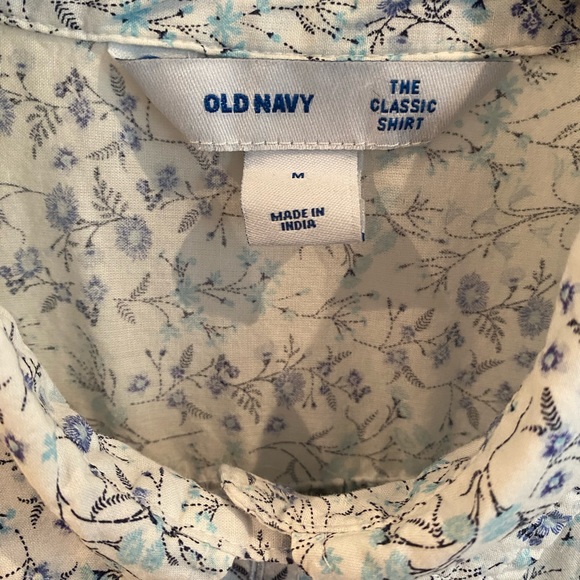 OLD NAVY
THE
CLASSIC
SHIRT
M
MADE IN
INDIA